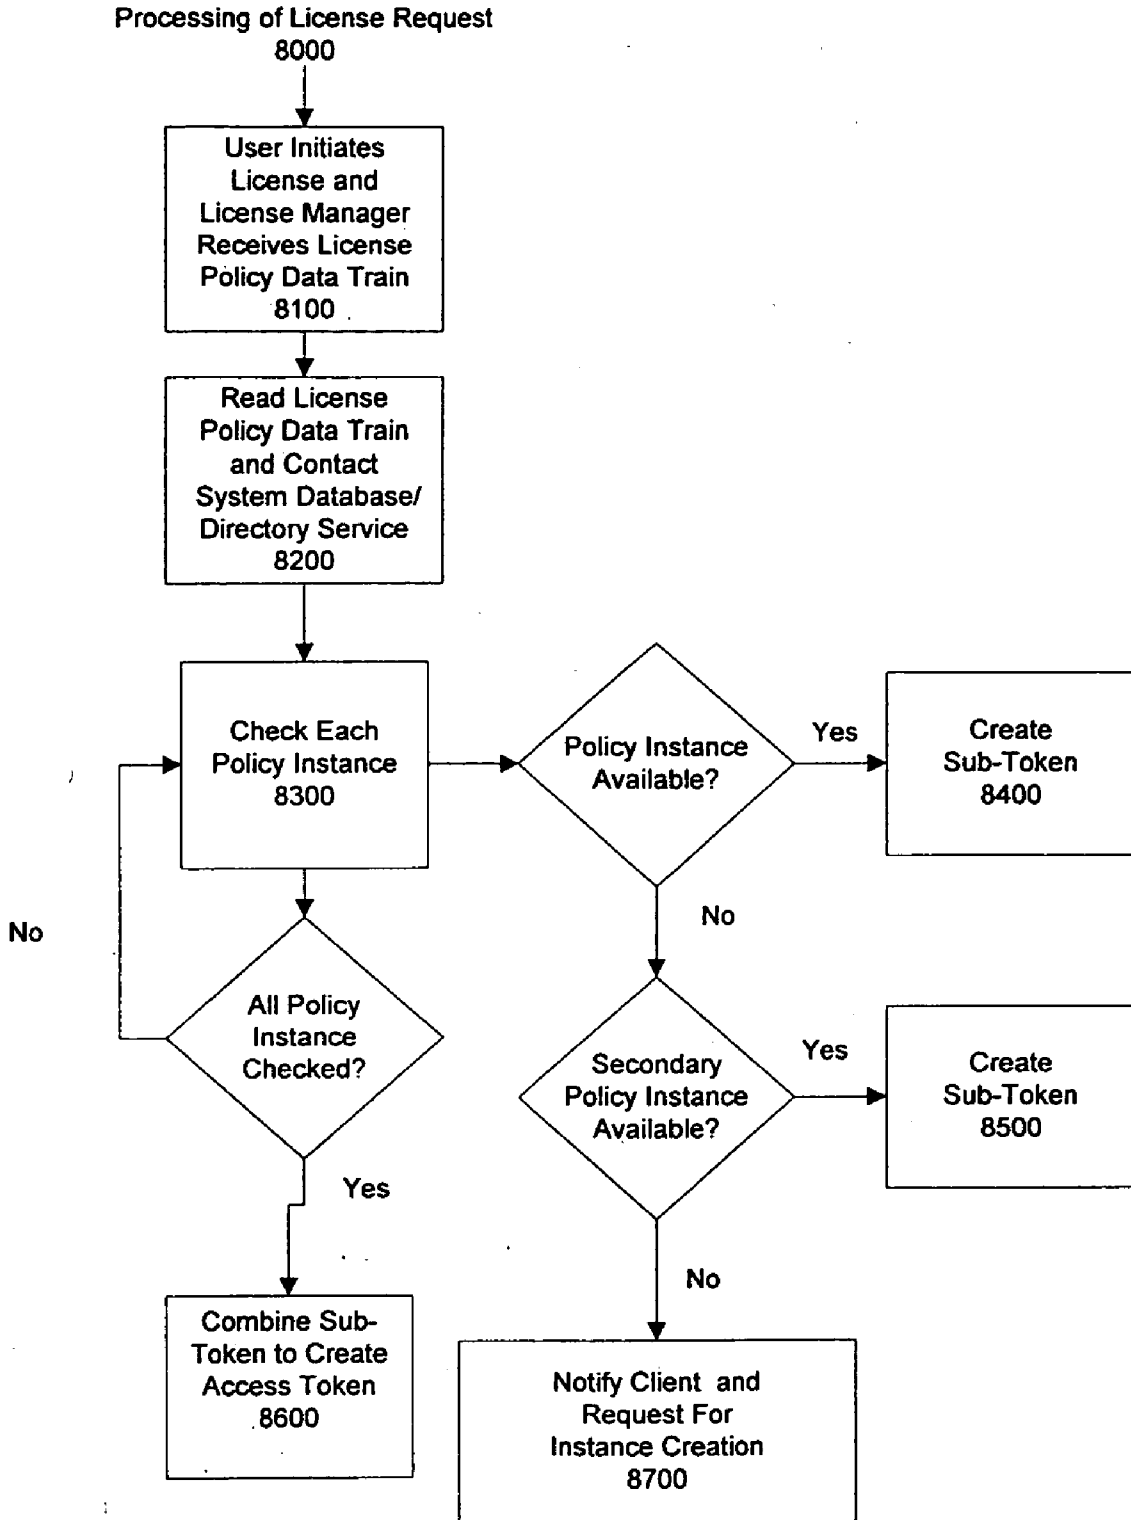 Processing of License Request
8000
User Initiates
License and
License Manager
Receives License
Policy Data Train
8100
Read License
Policy Data Train
and Contact
System Database/
Directory Service
8200
Check Each
Policy Instance
8300
Policy Instance
Available?
Yes
Create
Sub-Token
8400
No
No
All Policy
Instance
Checked?
Secondary
Policy Instance
Available?
Yes
Create
Sub-Token
8500
Yes
No
Combine Sub-
Token to Create
Access Token
8600
Notify Client and
Request For
Instance Creation
8700